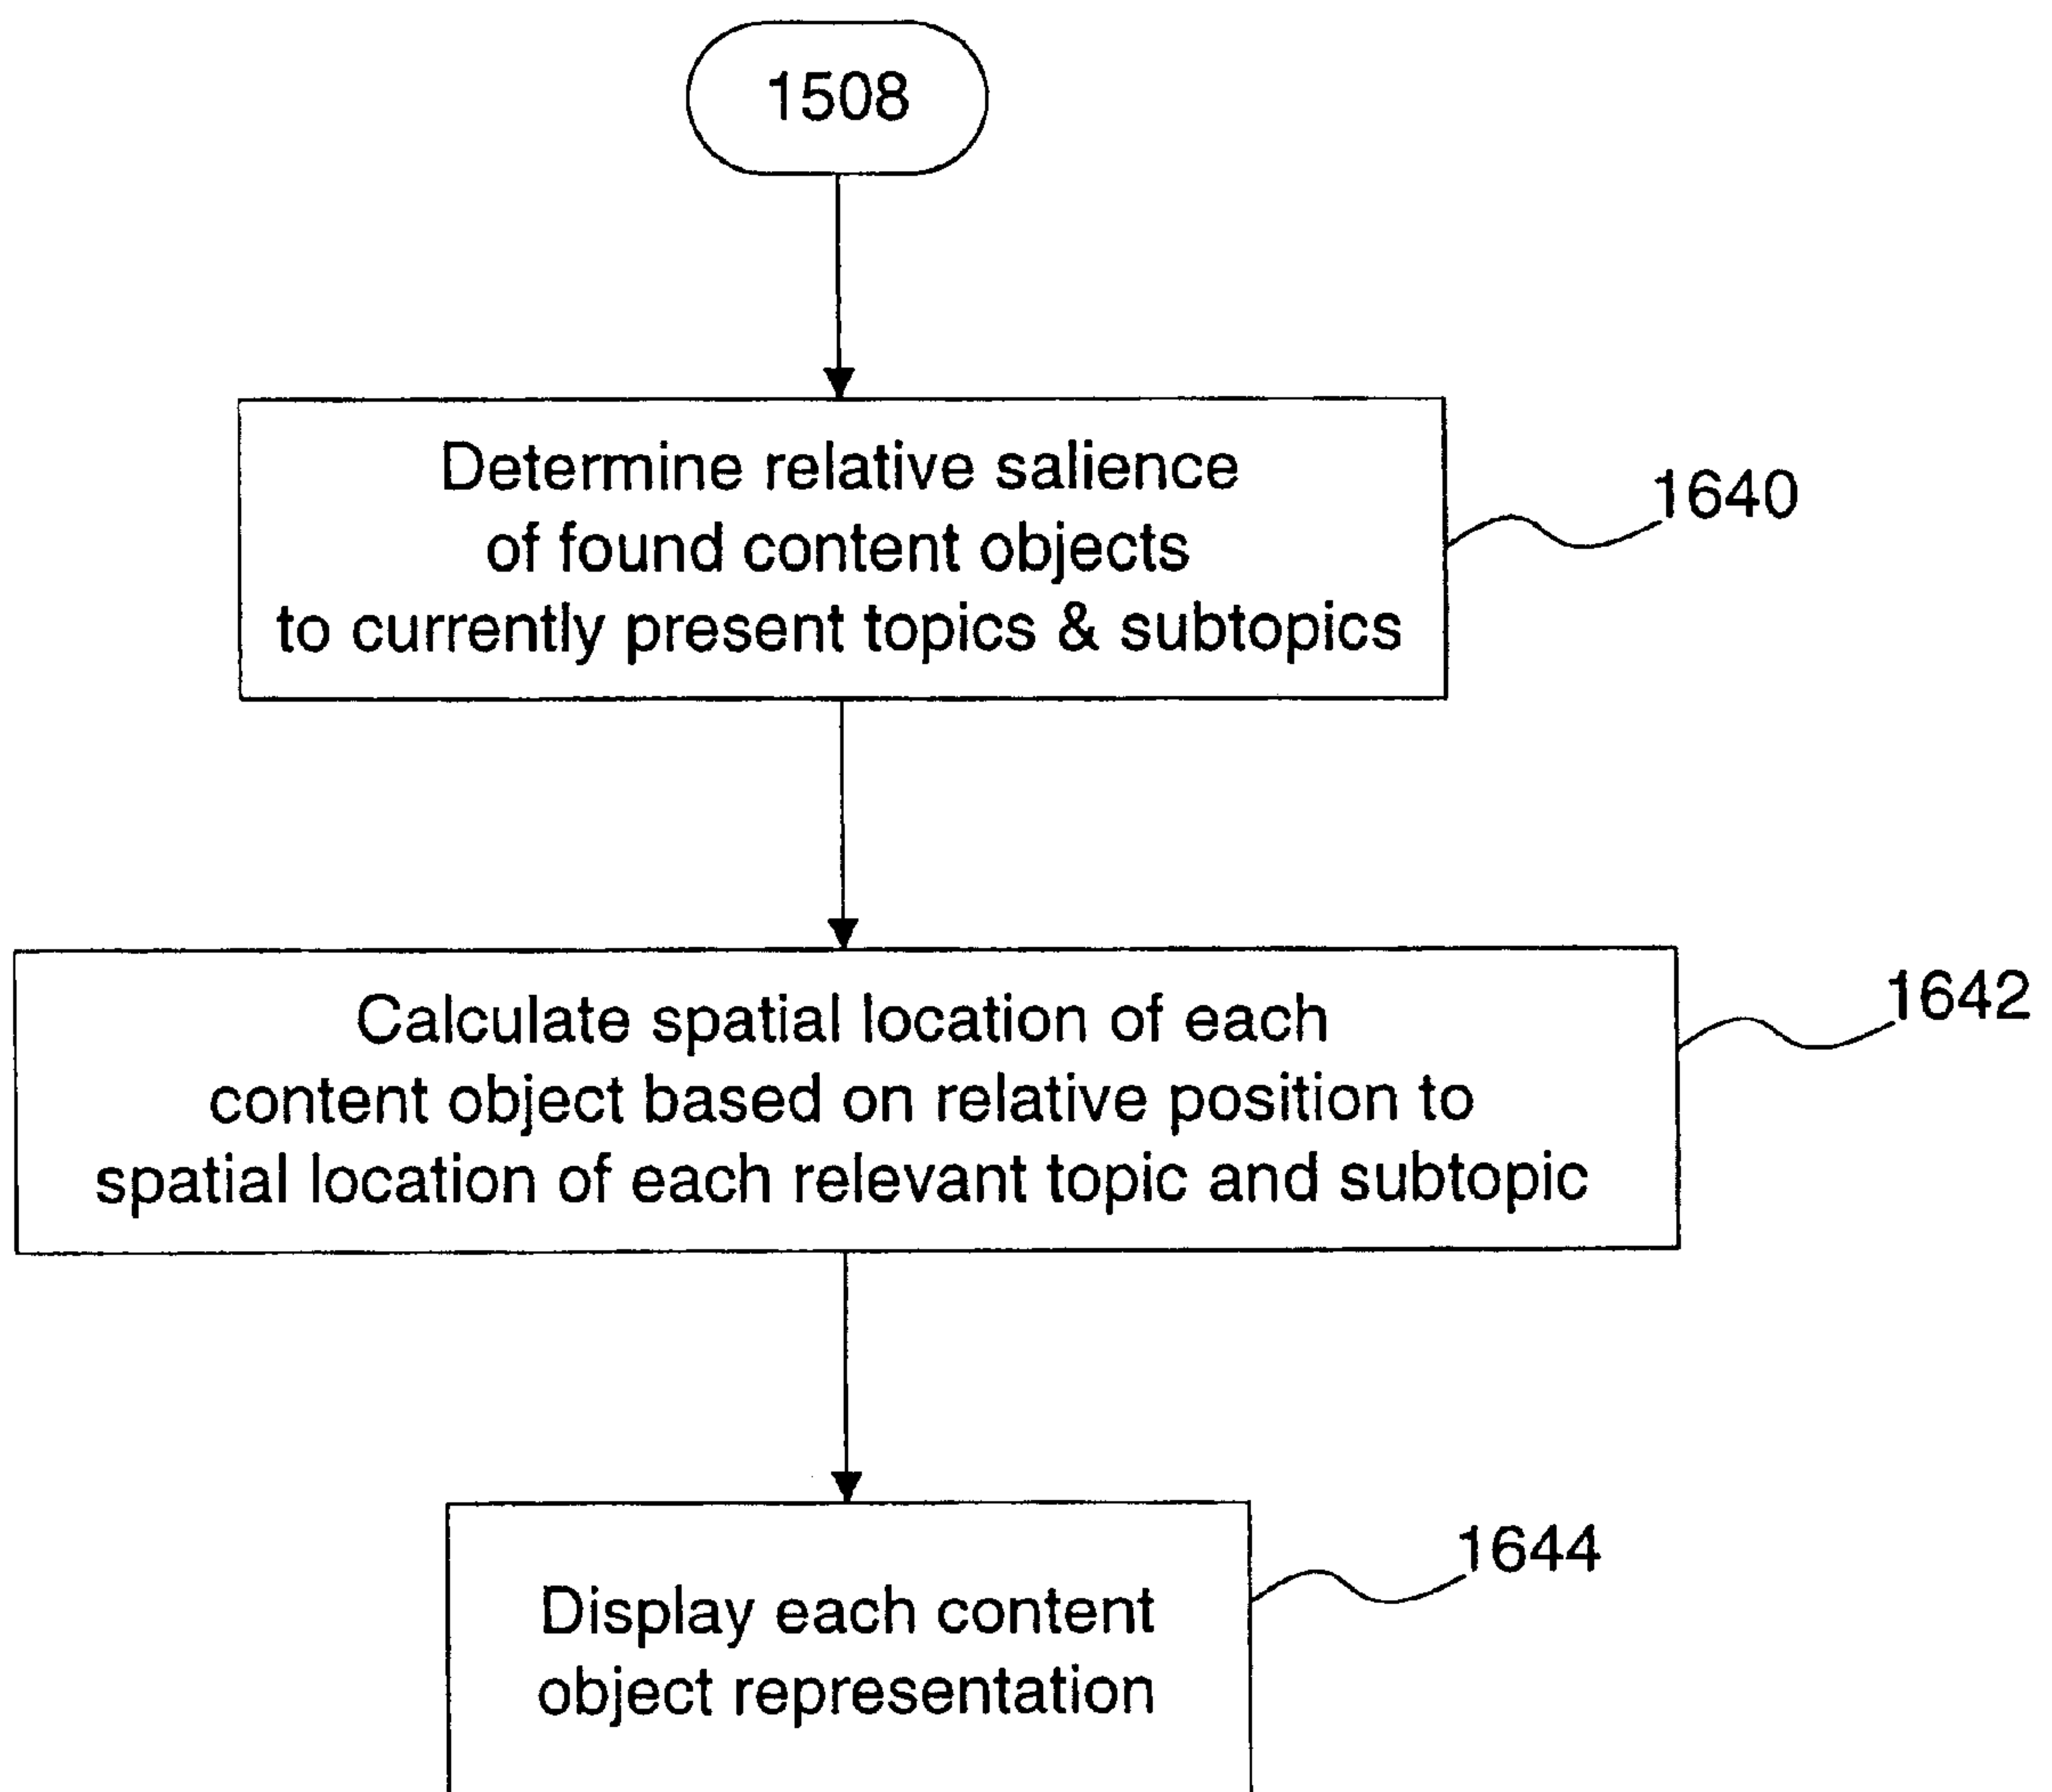 1508
Determine relative salience
of found content objects
to currently present topics & subtopics
1640
Calculate spatial location of each
content object based on relative position to
spatial location of each relevant topic and subtopic
1642
Display each content
object representation
1644